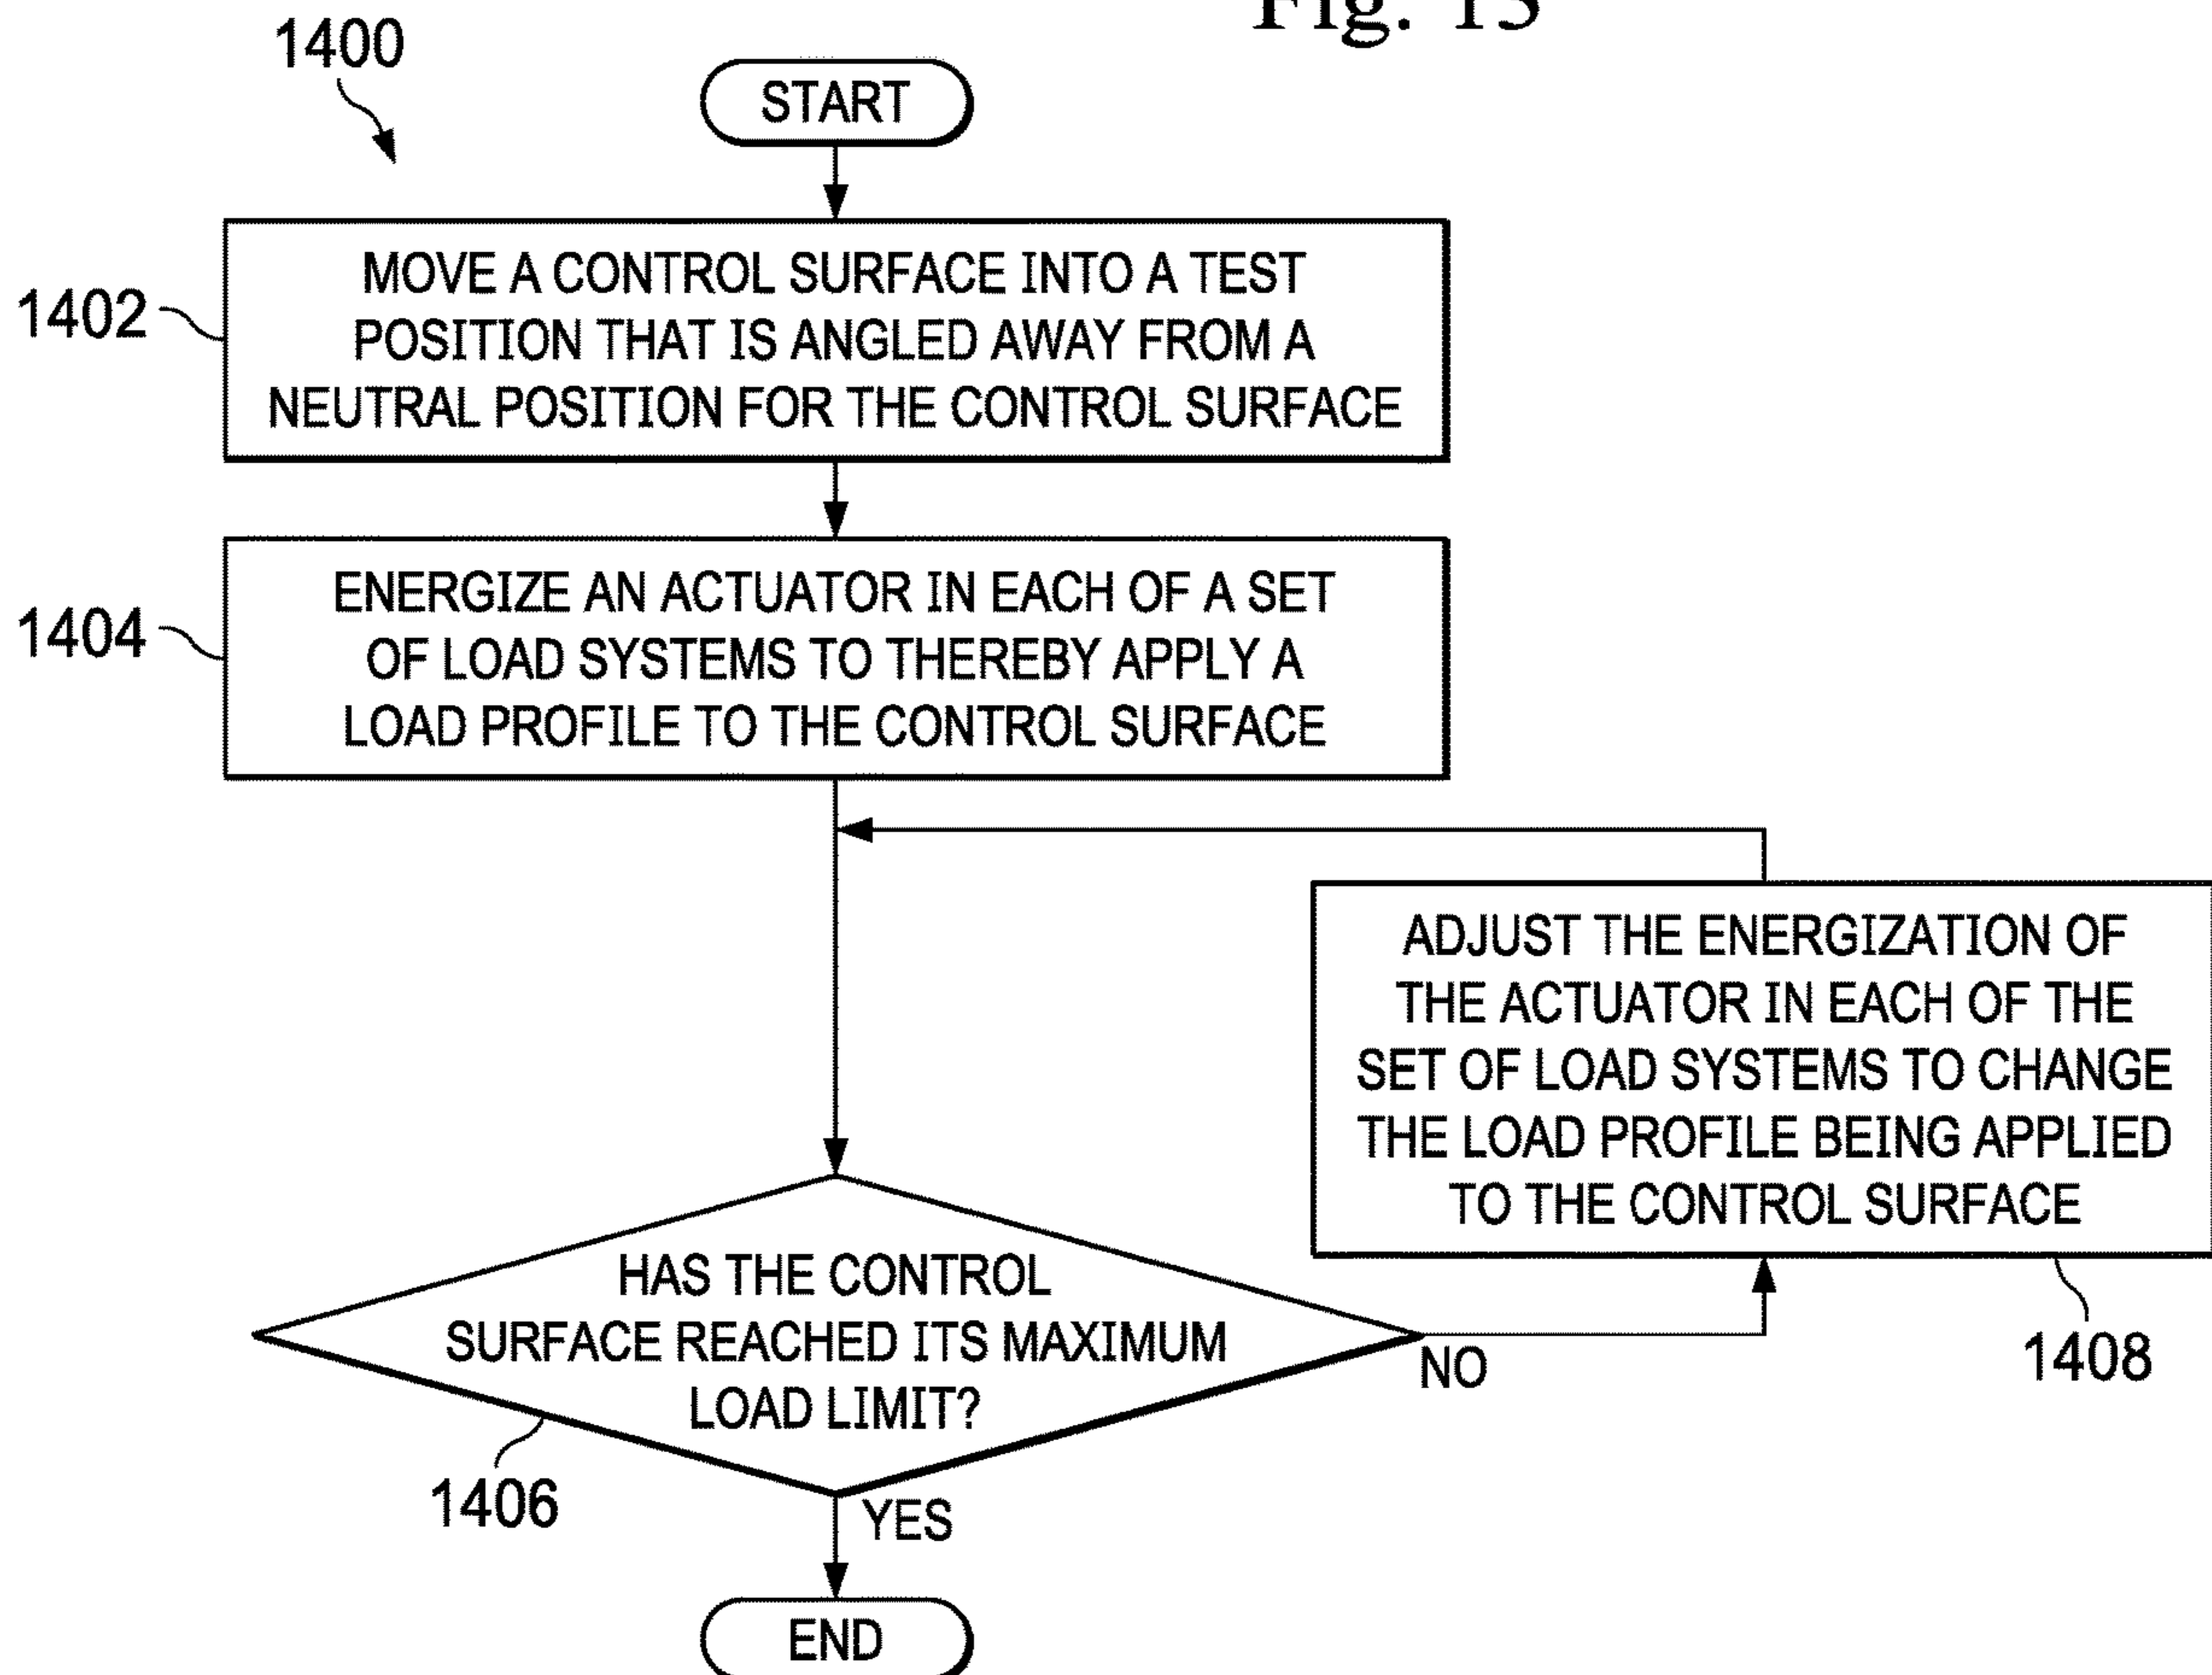 Fig. 13
1400
START
1402
MOVE A CONTROL SURFACE INTO A TEST
POSITION THAT IS ANGLED AWAY FROM A
NEUTRAL POSITION FOR THE CONTROL SURFACE
1404
ENERGIZE AN ACTUATOR IN EACH OF A SET
OF LOAD SYSTEMS TO THEREBY APPLY A
LOAD PROFILE TO THE CONTROL SURFACE
ADJUST THE ENERGIZATION OF
THE ACTUATOR IN EACH OF THE
SET OF LOAD SYSTEMS TO CHANGE
THE LOAD PROFILE BEING APPLIED
TO THE CONTROL SURFACE
1408
HAS THE CONTROL
SURFACE REACHED ITS MAXIMUM
LOAD LIMIT?
NO
1406
YES
END